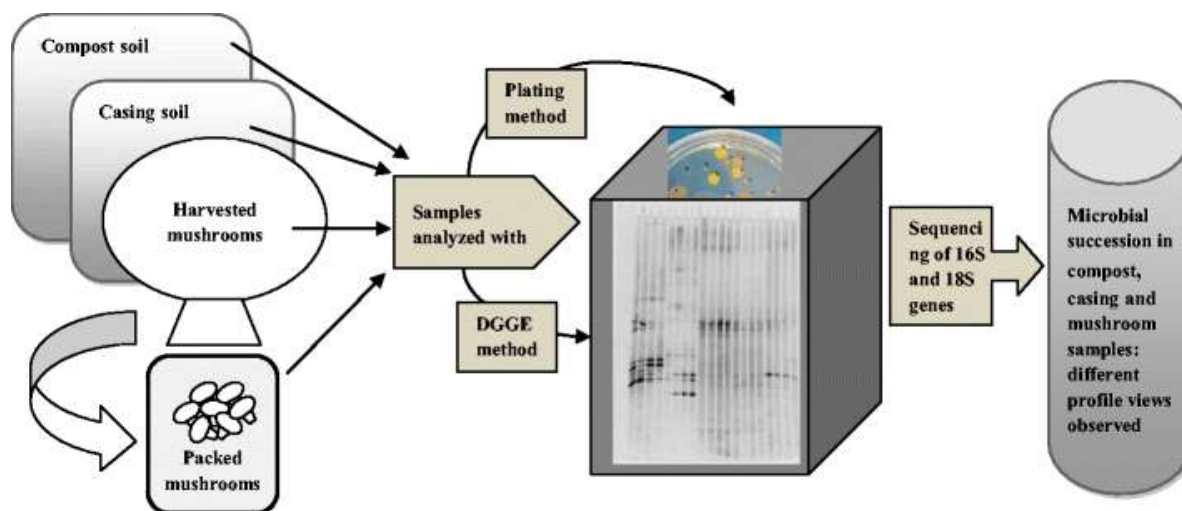 Compost soil
Casing soil
Harvested
mushrooms
Packed
mushrooms
Samples
analyzed with
Plating
method
DGGE
method
Sequenci
ng of 16S
and 18S
genes
Microbial
succession in
compost,
casing and
mushroom
samples:
different
profile views
observed